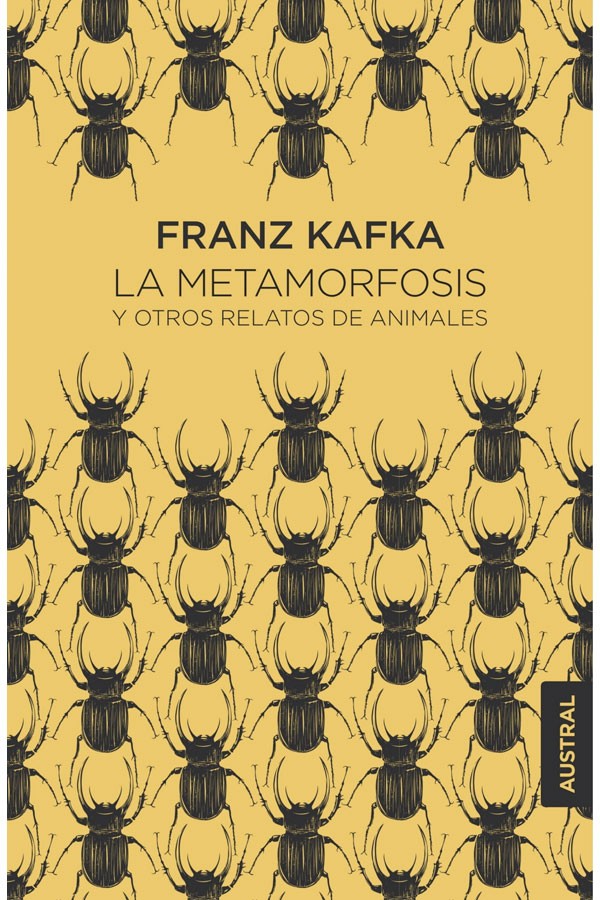 FRANZ KAFKA
LA METAMORFOSIS
Y OTROS RELATOS DE ANIMALES
AUSTRAL